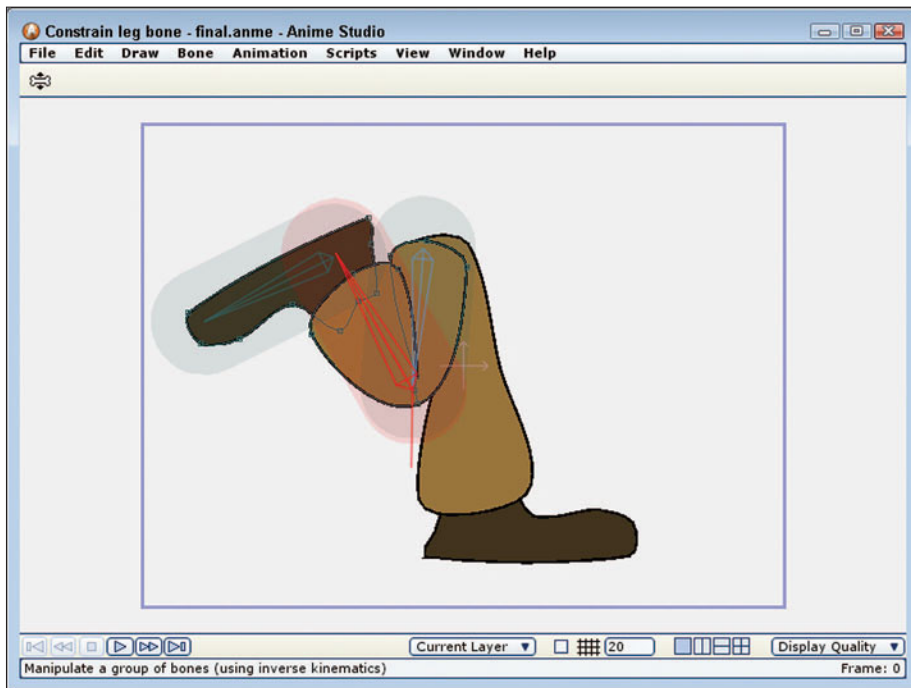 Constrain leg bone - final.anme - Anime Studio
File Edit Draw Bone Animation Scripts View Window Help
Current Layer 20 Display Quality
Manipulate a group of bones (using inverse kinematics) Frame: 0